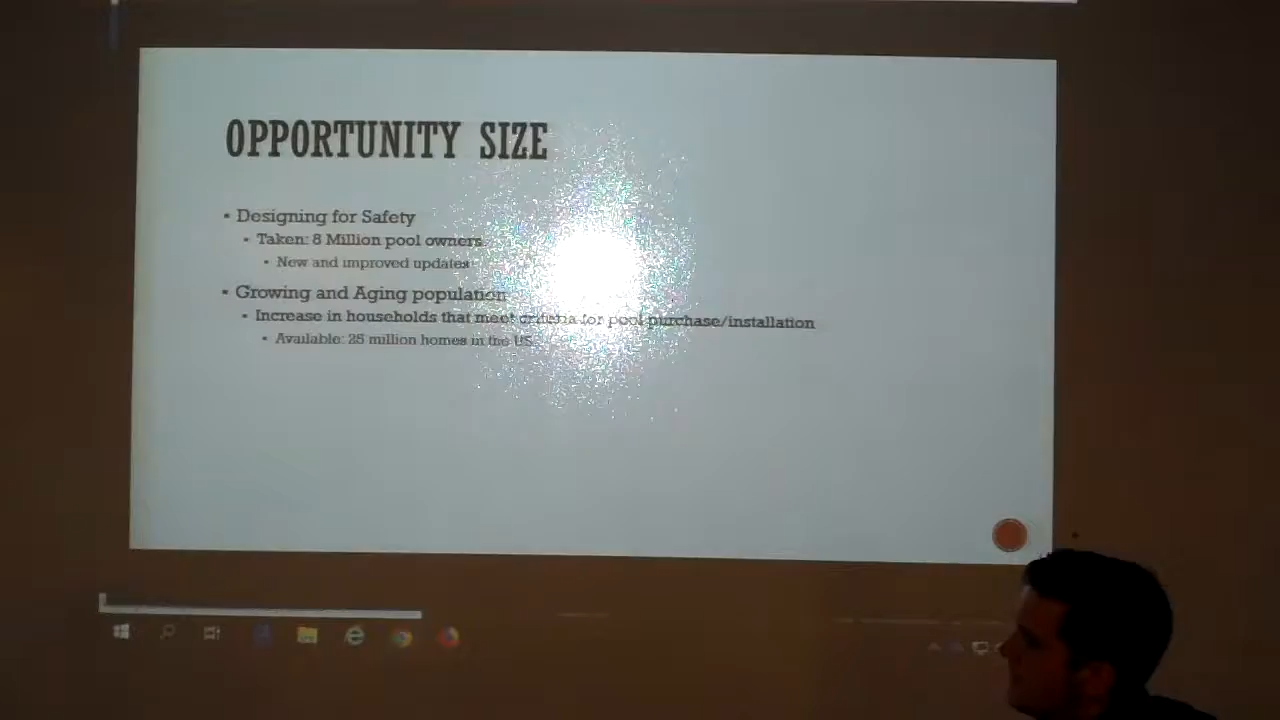 OPPORTUNITY SIZE
Designing for Safety
Taken: 8 Million pool owners
New and improved updates
Growing and Aging population
Increase in households that meet criteria for pool purchase/installation
Available: 25 million homes in the US